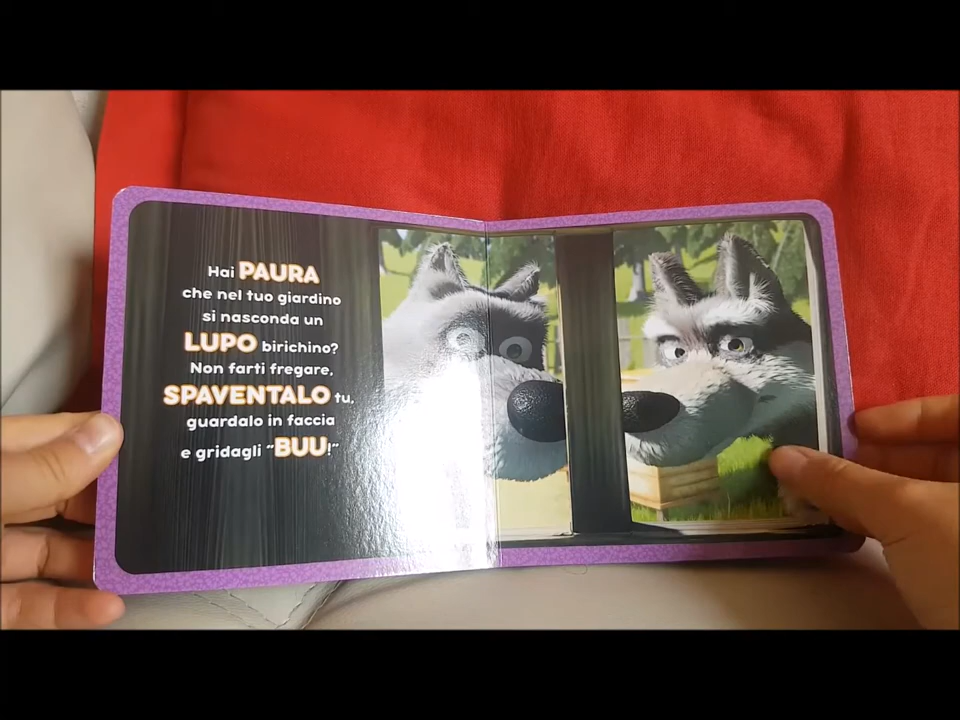 Hai PAURA
che nel tuo giardino
si nasconda un
LUPO birichino?
Non farti fregare,
SPAVENTALO tu,
guardalo in faccia
e gridagli "BUU!"